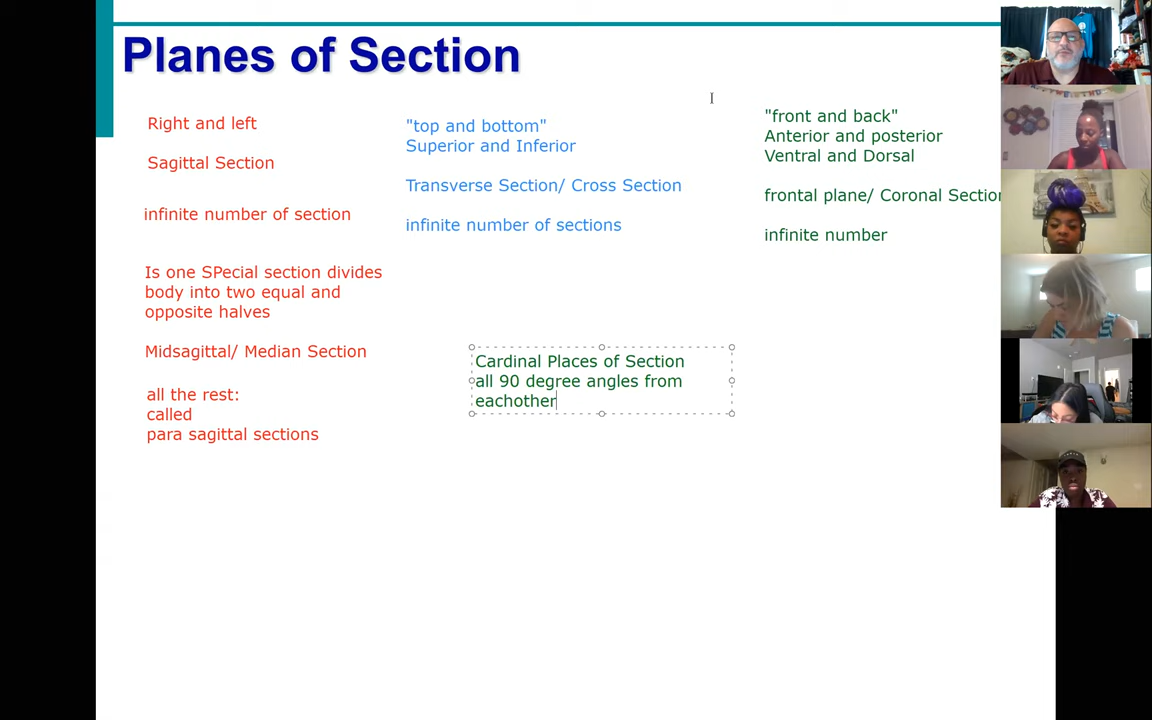 Planes of Section
Right and left
Sagittal Section
infinite number of section
Is one SPecial section divides
body into two equal and
opposite halves
Midsagittal/ Median Section
all the rest:
called
para sagittal sections
"top and bottom"
Superior and Inferior
Transverse Section/ Cross Section
infinite number of sections
Cardinal Places of Section
all 90 degree angles from
eachother
"front and back"
Anterior and posterior
Ventral and Dorsal
frontal plane/ Coronal Section
infinite number